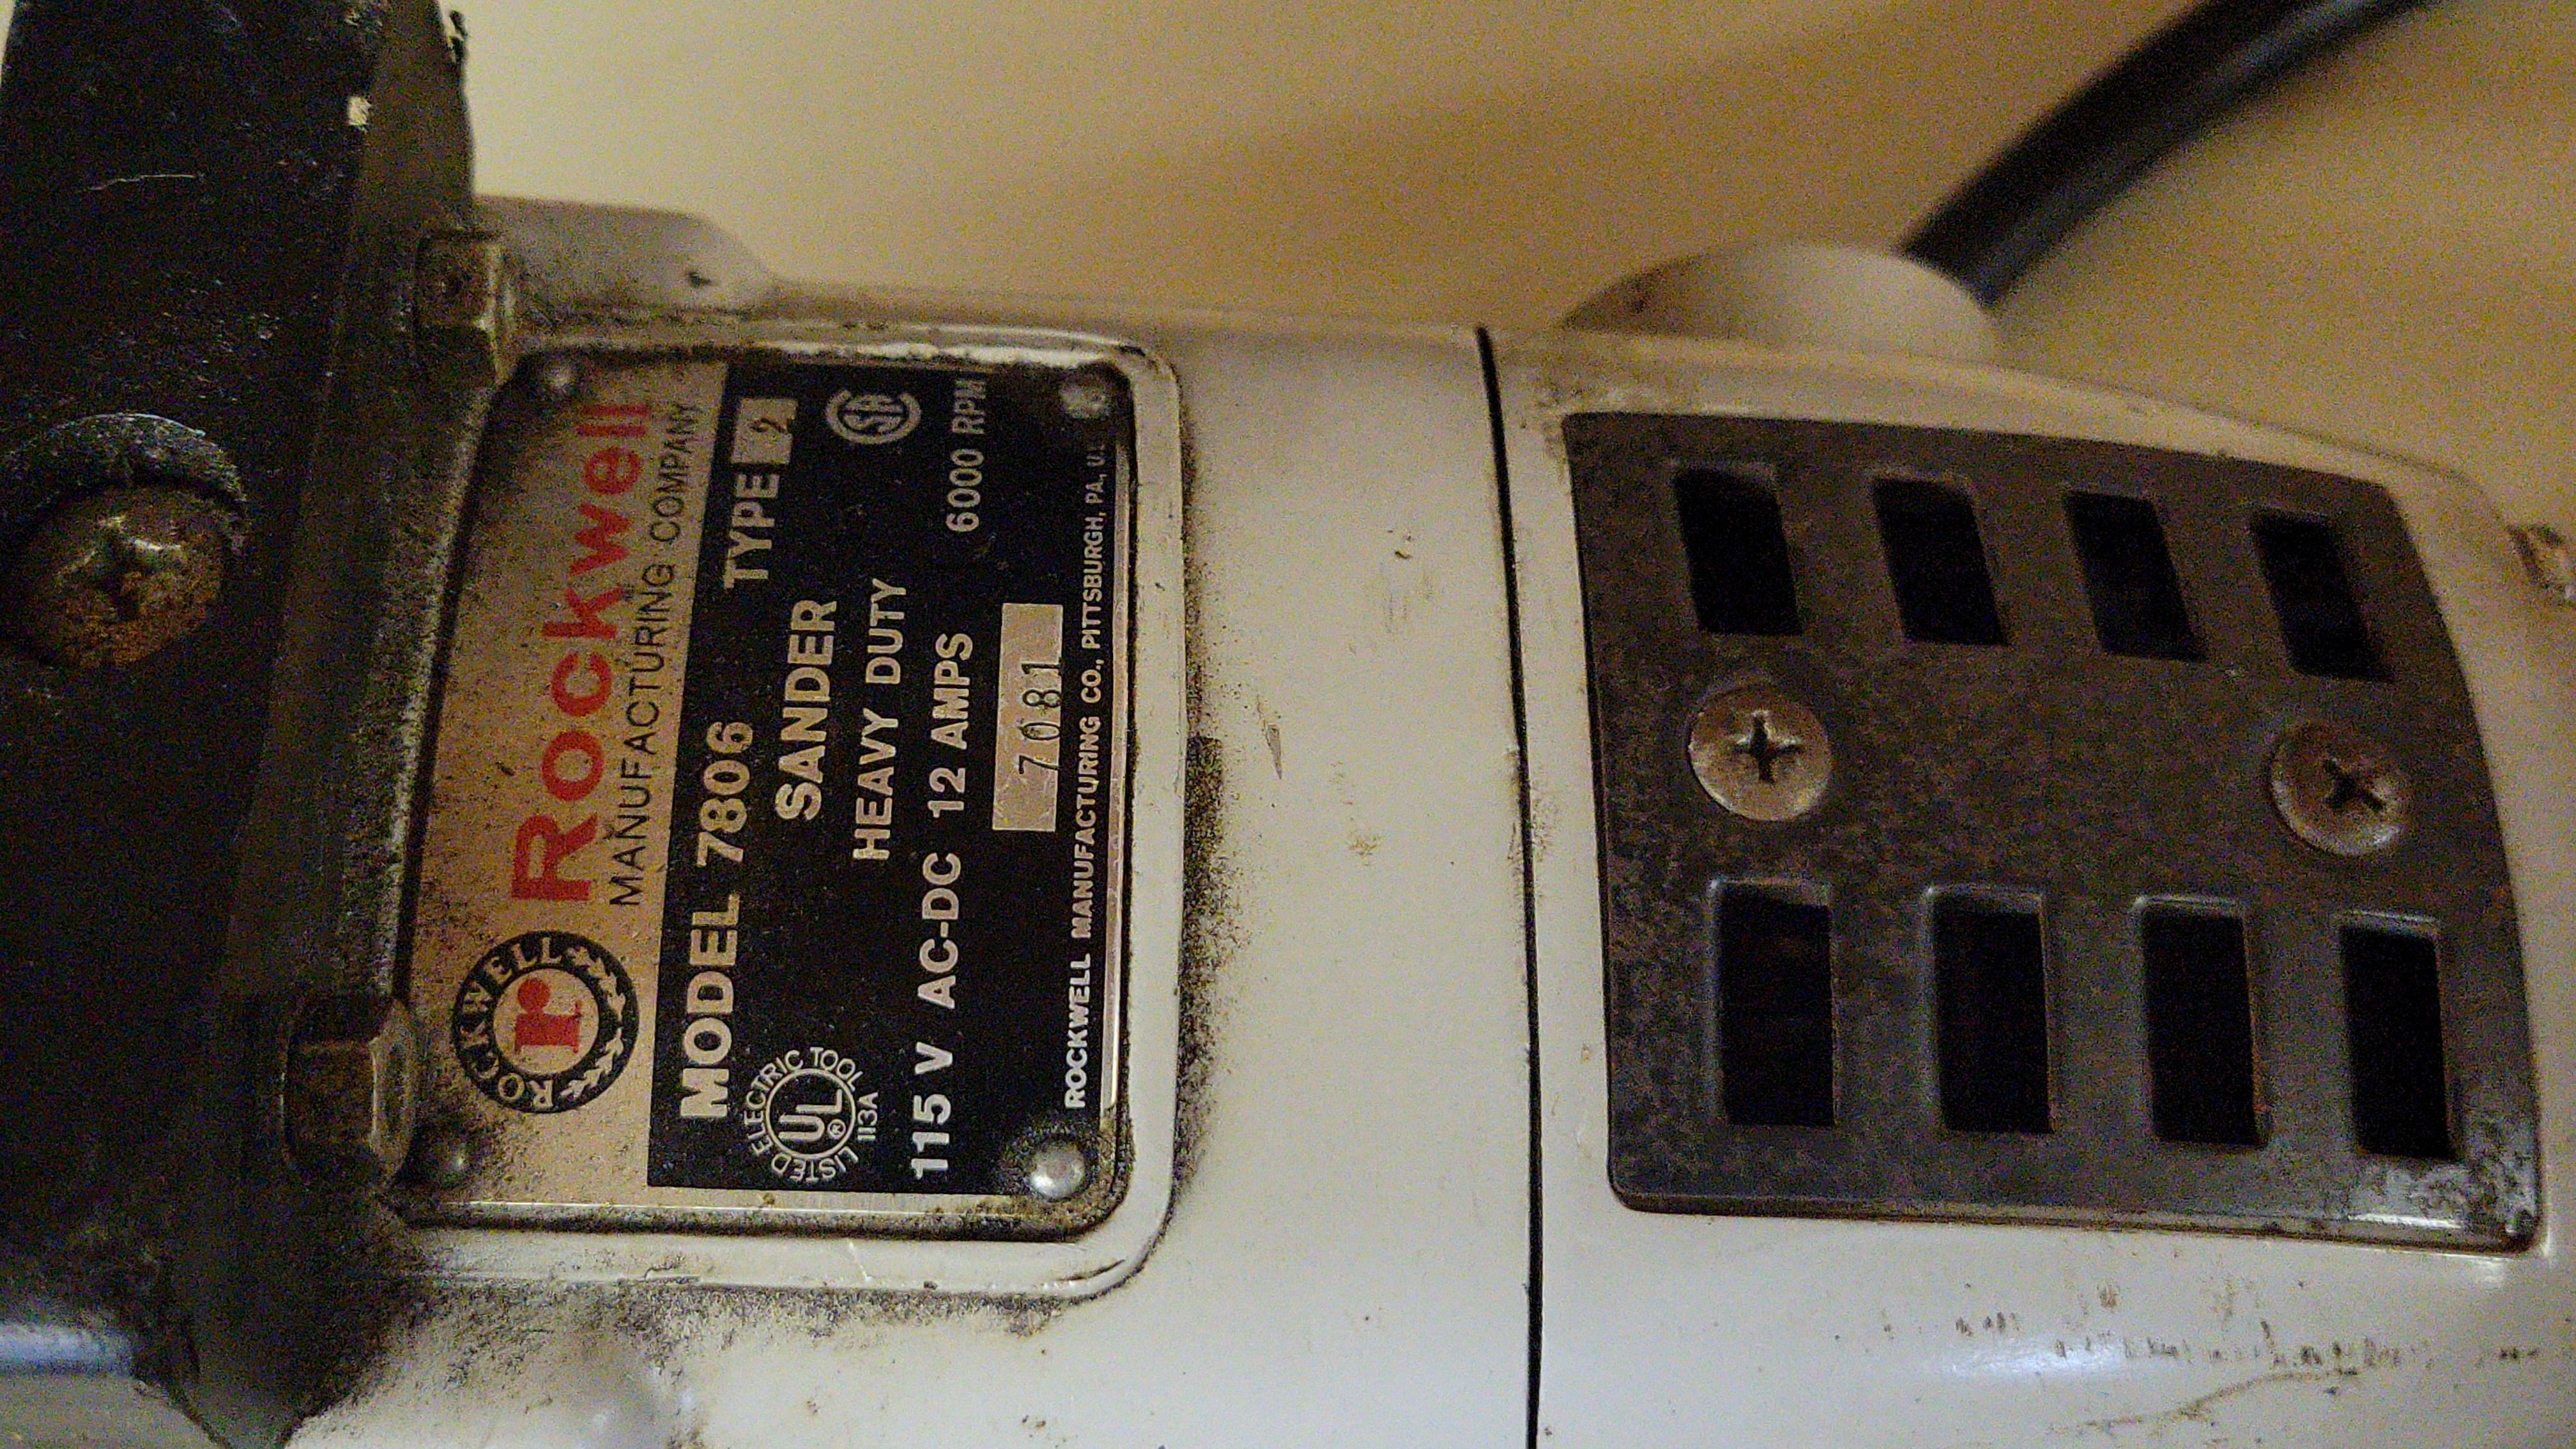 ROCKWELL
r
Rockwell
MANUFACTURING COMPANY
MODEL 7806 TYPE 2
SANDER
HEAVY DUTY
LISTED ELECTRIC TOOL
UL®
113A
SA
115 V AC-DC 12 AMPS 6000 RPM
7081
ROCKWELL MANUFACTURING CO., PITTSBURGH, PA.,